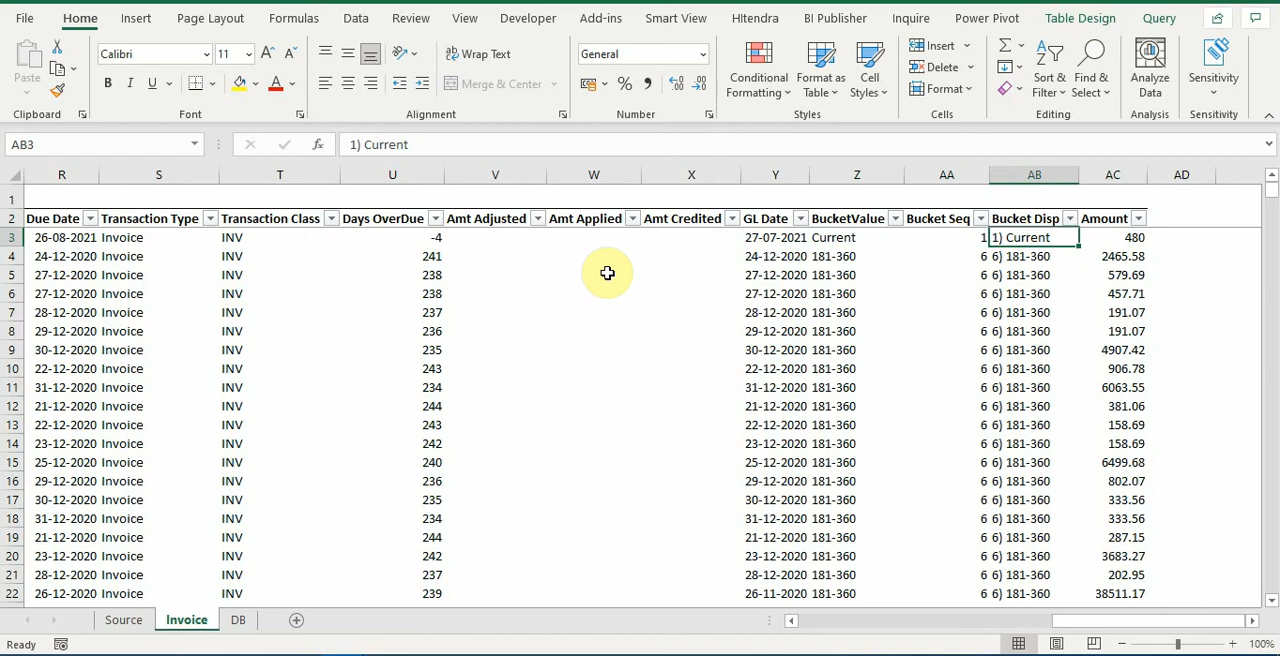 File Home Insert Page Layout Formulas Data Review View Developer Add-ins Smart View HItendra BI Publisher Inquire Power Pivot Table Design Query
Calibri 11 A A Wrap Text General Insert
Paste B I U A Merge & Center % , Conditional Formatting Format as Table Cell Styles Delete Format Sort & Filter Find & Select Analyze Data Sensitivity
Clipboard Font Alignment Number Styles Cells Editing Analysis Sensitivity
AB3 fx 1) Current
R S T U V W X Y Z AA AB AC AD
1
2 Due Date Transaction Type Transaction Class Days OverDue Amt Adjusted Amt Applied Amt Credited GL Date BucketValue Bucket Seq Bucket Disp Amount
3 26-08-2021 Invoice INV -4 27-07-2021 Current 1 1) Current 480
4 24-12-2020 Invoice INV 241 24-12-2020 181-360 6 6) 181-360 2465.58
5 27-12-2020 Invoice INV 238 27-12-2020 181-360 6 6) 181-360 579.69
6 27-12-2020 Invoice INV 238 27-12-2020 181-360 6 6) 181-360 457.71
7 28-12-2020 Invoice INV 237 28-12-2020 181-360 6 6) 181-360 191.07
8 29-12-2020 Invoice INV 236 29-12-2020 181-360 6 6) 181-360 191.07
9 30-12-2020 Invoice INV 235 30-12-2020 181-360 6 6) 181-360 4907.42
10 22-12-2020 Invoice INV 243 22-12-2020 181-360 6 6) 181-360 906.78
11 31-12-2020 Invoice INV 234 31-12-2020 181-360 6 6) 181-360 6063.55
12 21-12-2020 Invoice INV 244 21-12-2020 181-360 6 6) 181-360 381.06
13 22-12-2020 Invoice INV 243 22-12-2020 181-360 6 6) 181-360 158.69
14 23-12-2020 Invoice INV 242 23-12-2020 181-360 6 6) 181-360 158.69
15 25-12-2020 Invoice INV 240 25-12-2020 181-360 6 6) 181-360 6499.68
16 29-12-2020 Invoice INV 236 29-12-2020 181-360 6 6) 181-360 802.07
17 30-12-2020 Invoice INV 235 30-12-2020 181-360 6 6) 181-360 333.56
18 31-12-2020 Invoice INV 234 31-12-2020 181-360 6 6) 181-360 333.56
19 21-12-2020 Invoice INV 244 21-12-2020 181-360 6 6) 181-360 287.15
20 23-12-2020 Invoice INV 242 23-12-2020 181-360 6 6) 181-360 3683.27
21 28-12-2020 Invoice INV 237 28-12-2020 181-360 6 6) 181-360 202.95
22 26-12-2020 Invoice INV 239 26-11-2020 181-360 6 6) 181-360 38511.17
Source Invoice DB
Ready 100%